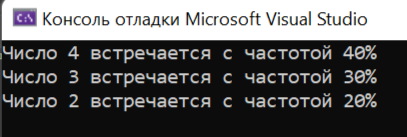 C:\ Консоль отладки Microsoft Visual Studio
Число 4 встречается с частотой 40%
Число 3 встречается с частотой 30%
Число 2 встречается с частотой 20%